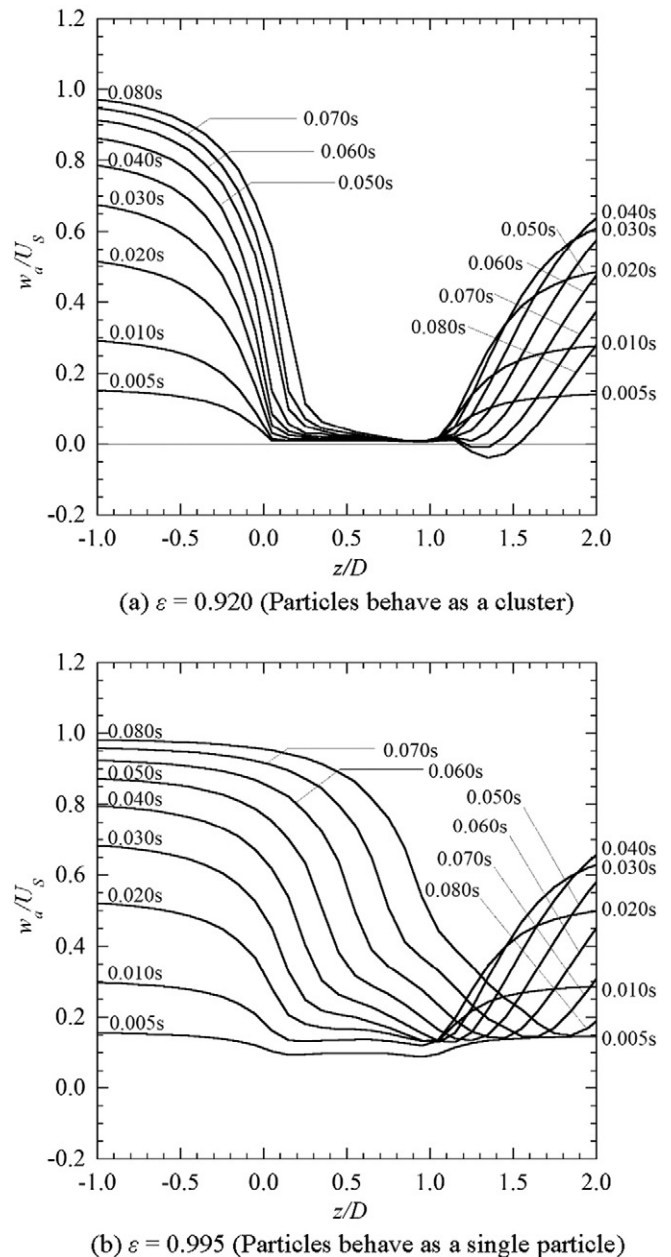 1.2
1.0
0.080s
0.070s
0.8
0.060s
0.040s
0.050s
0.030s
0.6
0.020s
0.4
0.010s
0.2
0.005s
0.0
-0.2
w_a/U_S
0.050s
0.060s
0.070s
0.080s
0.040s
0.030s
0.020s
0.010s
0.005s
-1.0 -0.5 0.0 0.5 1.0 1.5 2.0
z/D
(a) ε = 0.920 (Particles behave as a cluster)
1.2
1.0
0.080s
0.070s
0.060s
0.050s
0.8
0.040s
0.030s
0.6
0.020s
0.4
0.010s
0.2
0.005s
0.0
-0.2
w_a/U_S
0.050s
0.060s
0.070s
0.080s
0.040s
0.030s
0.020s
0.010s
0.005s
-1.0 -0.5 0.0 0.5 1.0 1.5 2.0
z/D
(b) ε = 0.995 (Particles behave as a single particle)